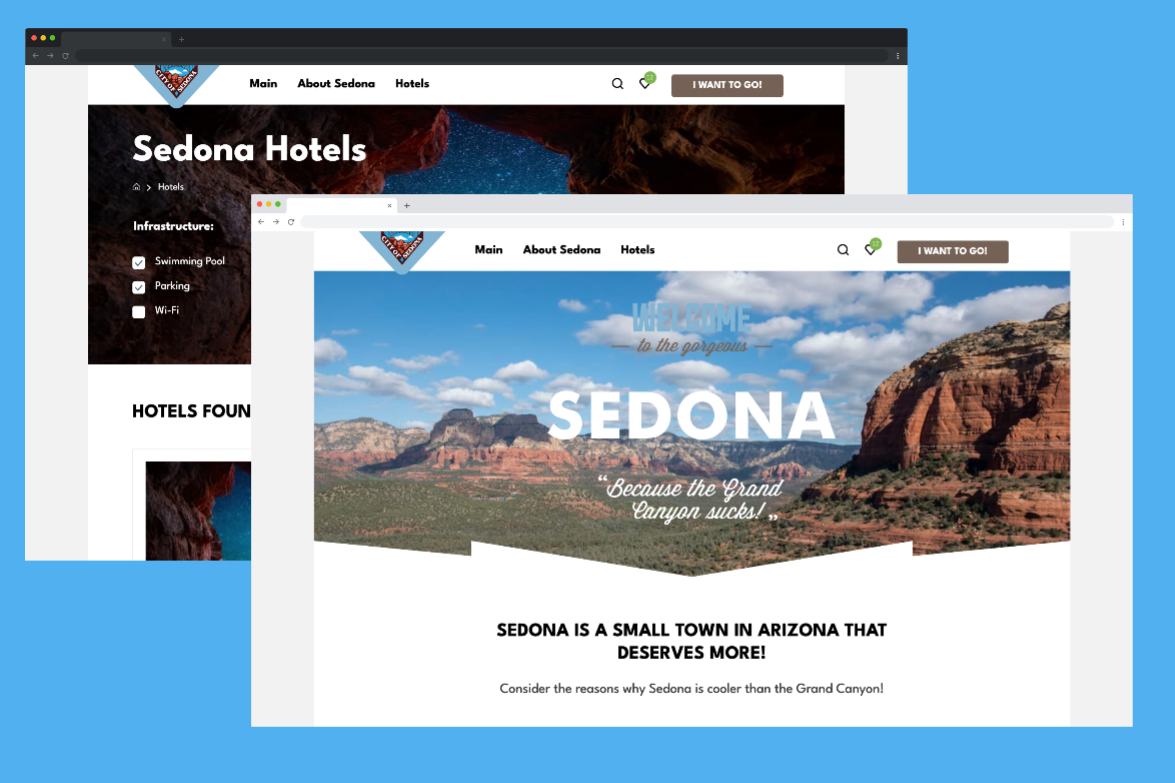 CITY OF SEDONA
Main
About Sedona
Hotels
I WANT TO GO!
Sedona Hotels
Hotels
Infrastructure:
Swimming Pool
Parking
Wi-Fi
HOTELS FOUN
CITY OF SEDONA
Main
About Sedona
Hotels
I WANT TO GO!
WELCOME
to the gorgeous
SEDONA
“Because the Grand
Canyon sucks! „
SEDONA IS A SMALL TOWN IN ARIZONA THAT
DESERVES MORE!
Consider the reasons why Sedona is cooler than the Grand Canyon!